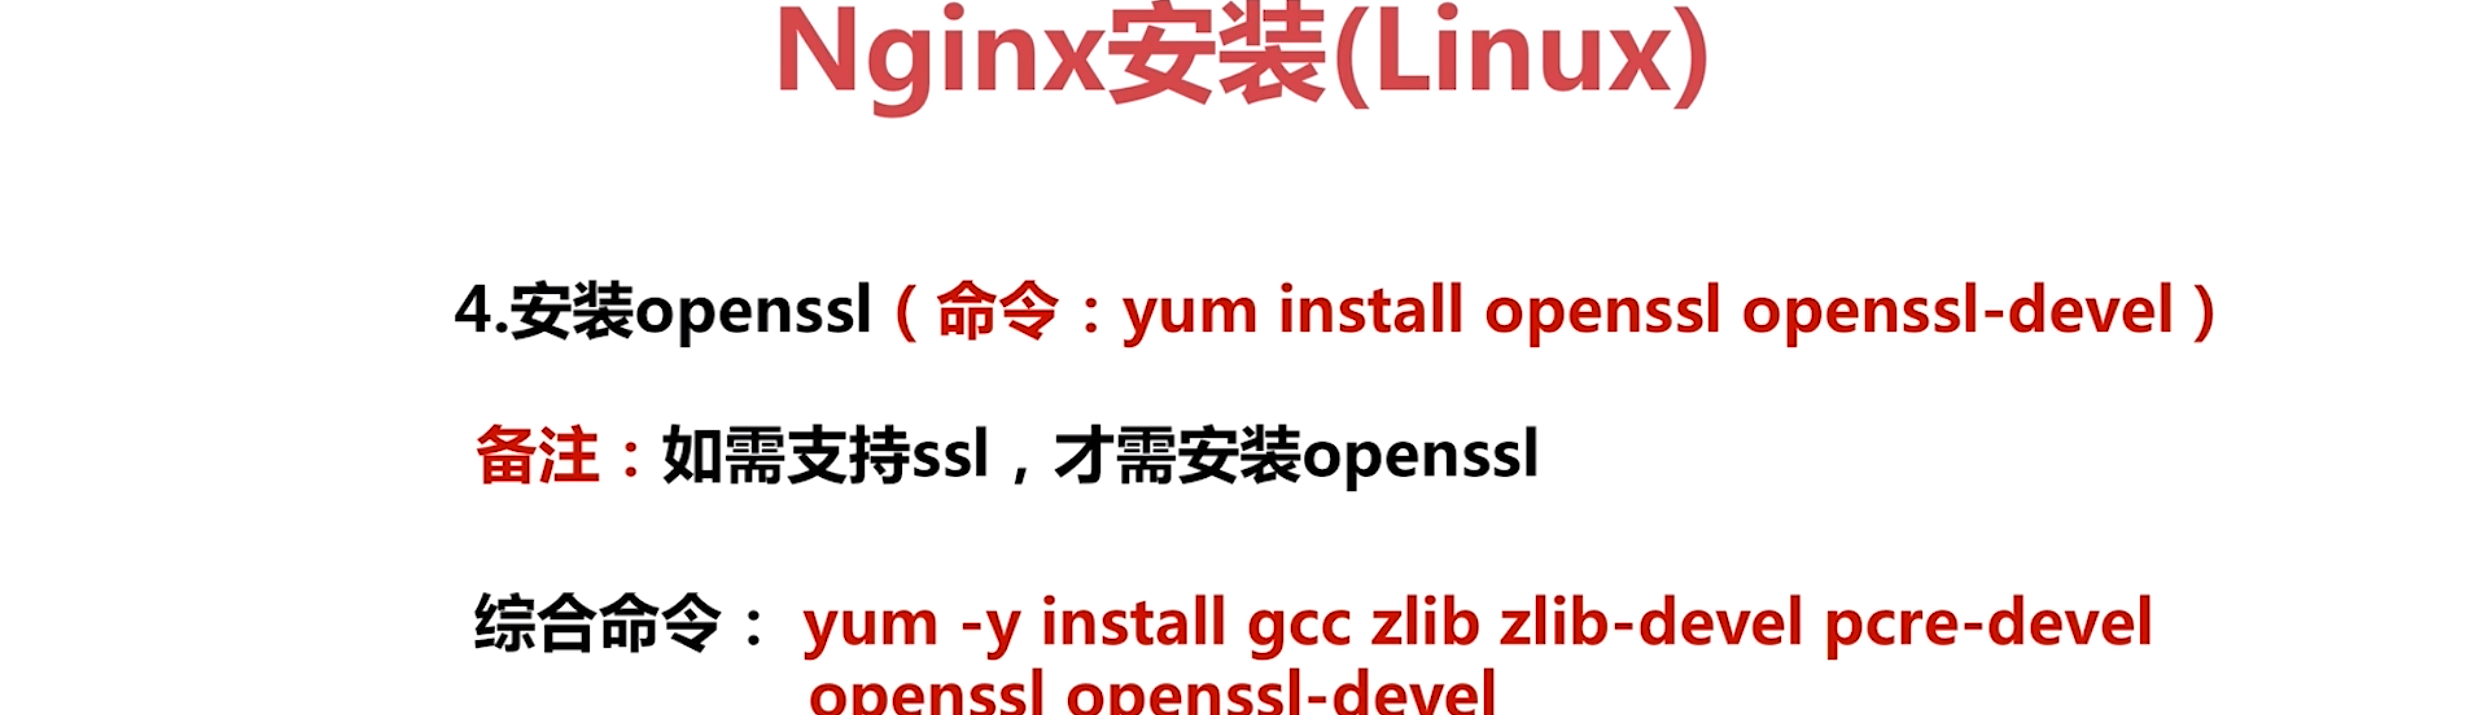 Nginx安装(Linux)
4.安装openssl（命令：yum install openssl openssl-devel）
备注：如需支持ssl，才需安装openssl
综合命令： yum -y install gcc zlib zlib-devel pcre-devel
openssl openssl-devel